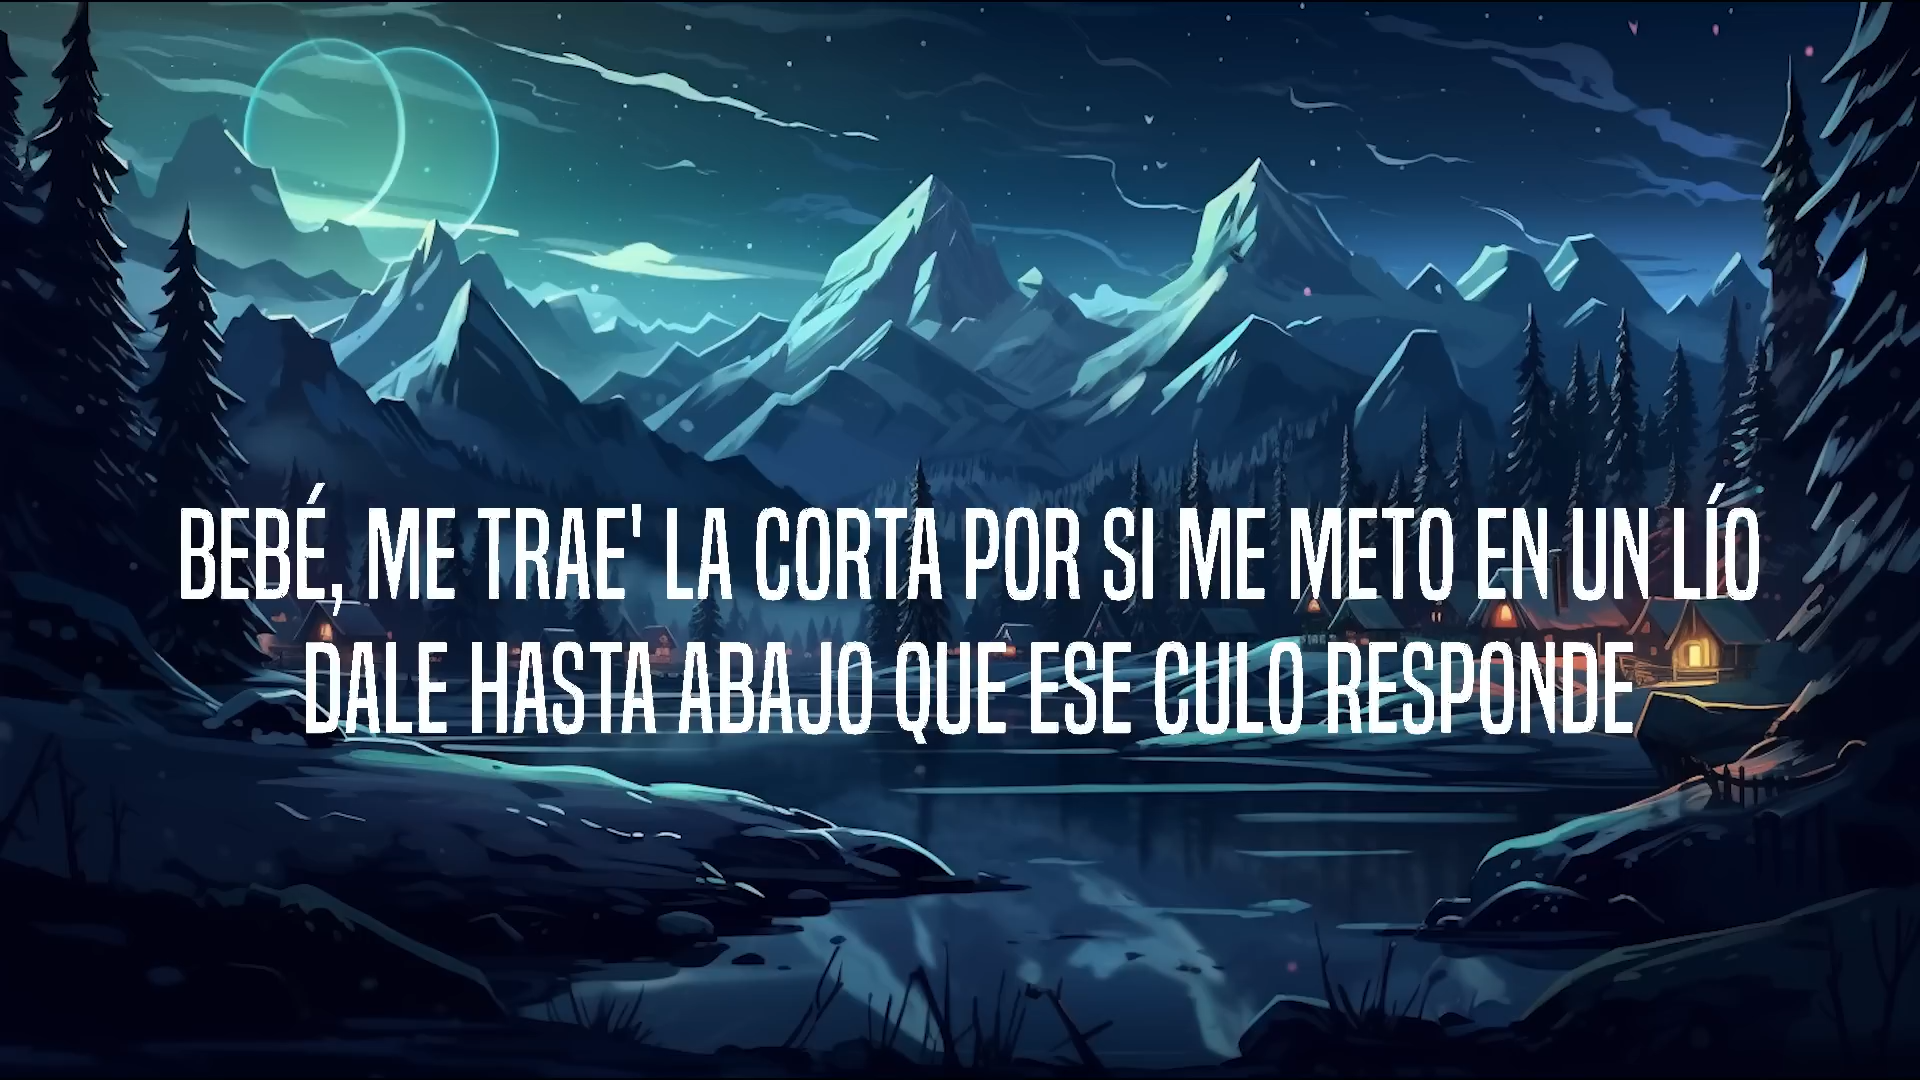 BEBÉ, ME TRAE' LA CORTA POR SI ME METO EN UN LÍO
DALE HASTA ABAJO QUE ESE CULO RESPONDE